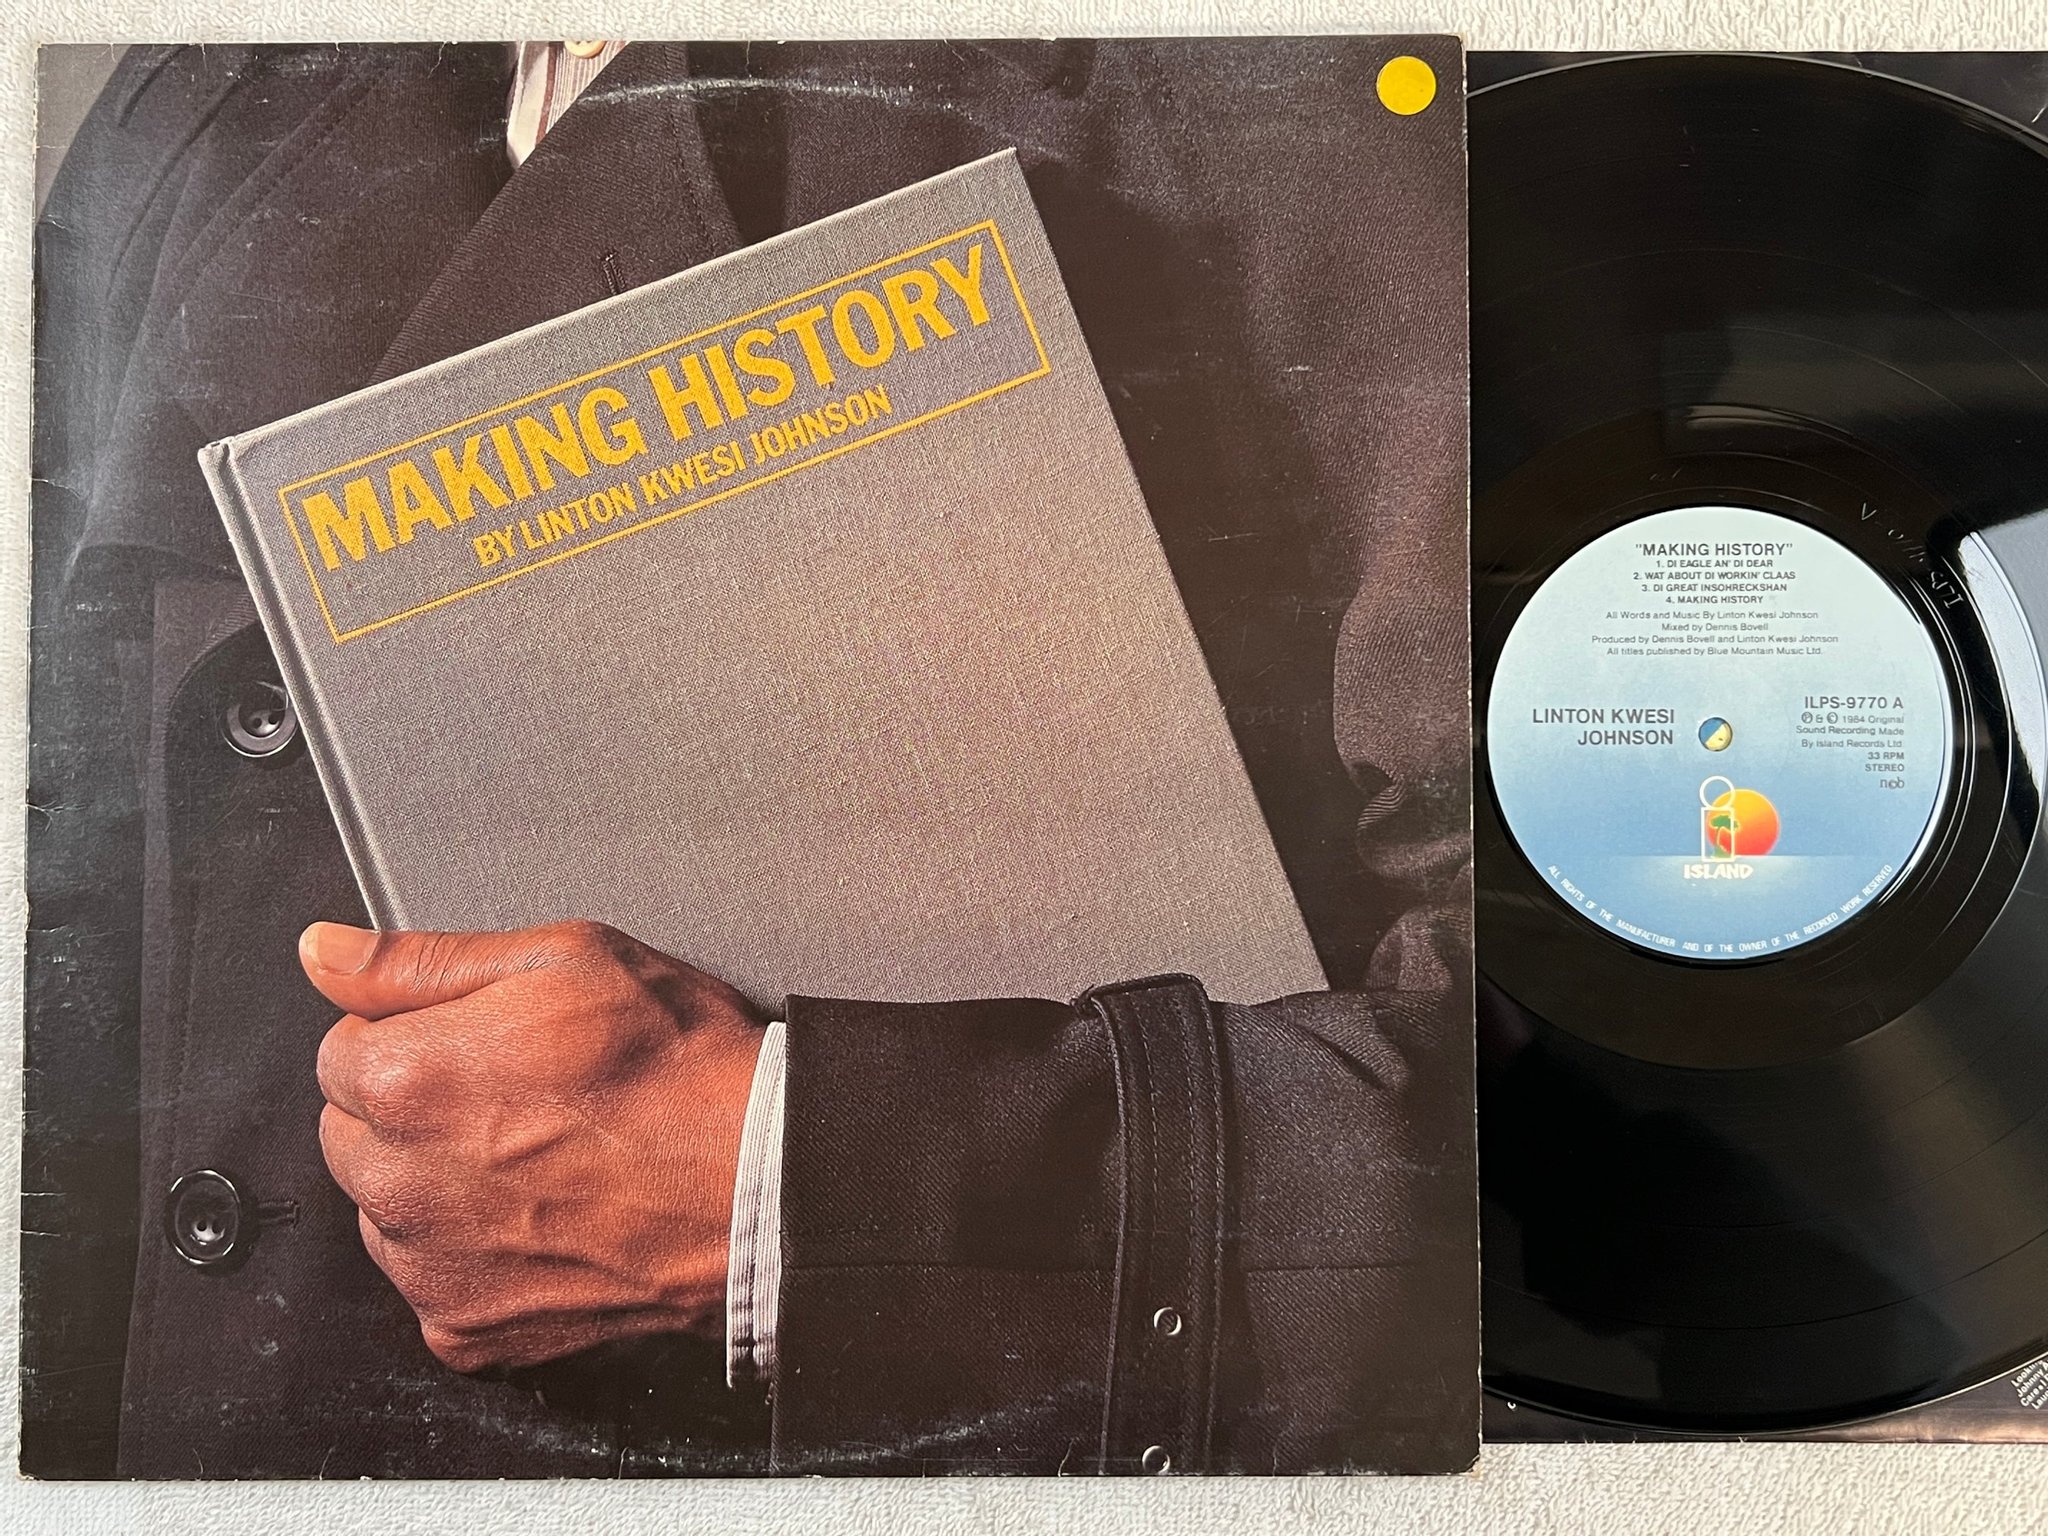 MAKING HISTORY
BY LINTON KWESI JOHNSON
"MAKING HISTORY"
1. DI EAGLE AN' DI DEAR
2. WAT ABOUT DI WORKIN' CLAAS
3. DI GREAT INSOHRECKSHAN
4. MAKING HISTORY
All Words and Music By Linton Kwesi Johnson
Mixed by Dennis Bovell
Produced by Dennis Bovell and Linton Kwesi Johnson
All titles published by Blue Mountain Music Ltd.
LINTON KWESI
JOHNSON
ILPS-9770 A
Ⓟ & © 1984 Original
Sound Recording Made
By Island Records Ltd.
33 RPM
STEREO
ncb
ISLAND
ALL RIGHTS OF THE MANUFACTURER AND OF THE OWNER OF THE RECORDED WORK RESERVED